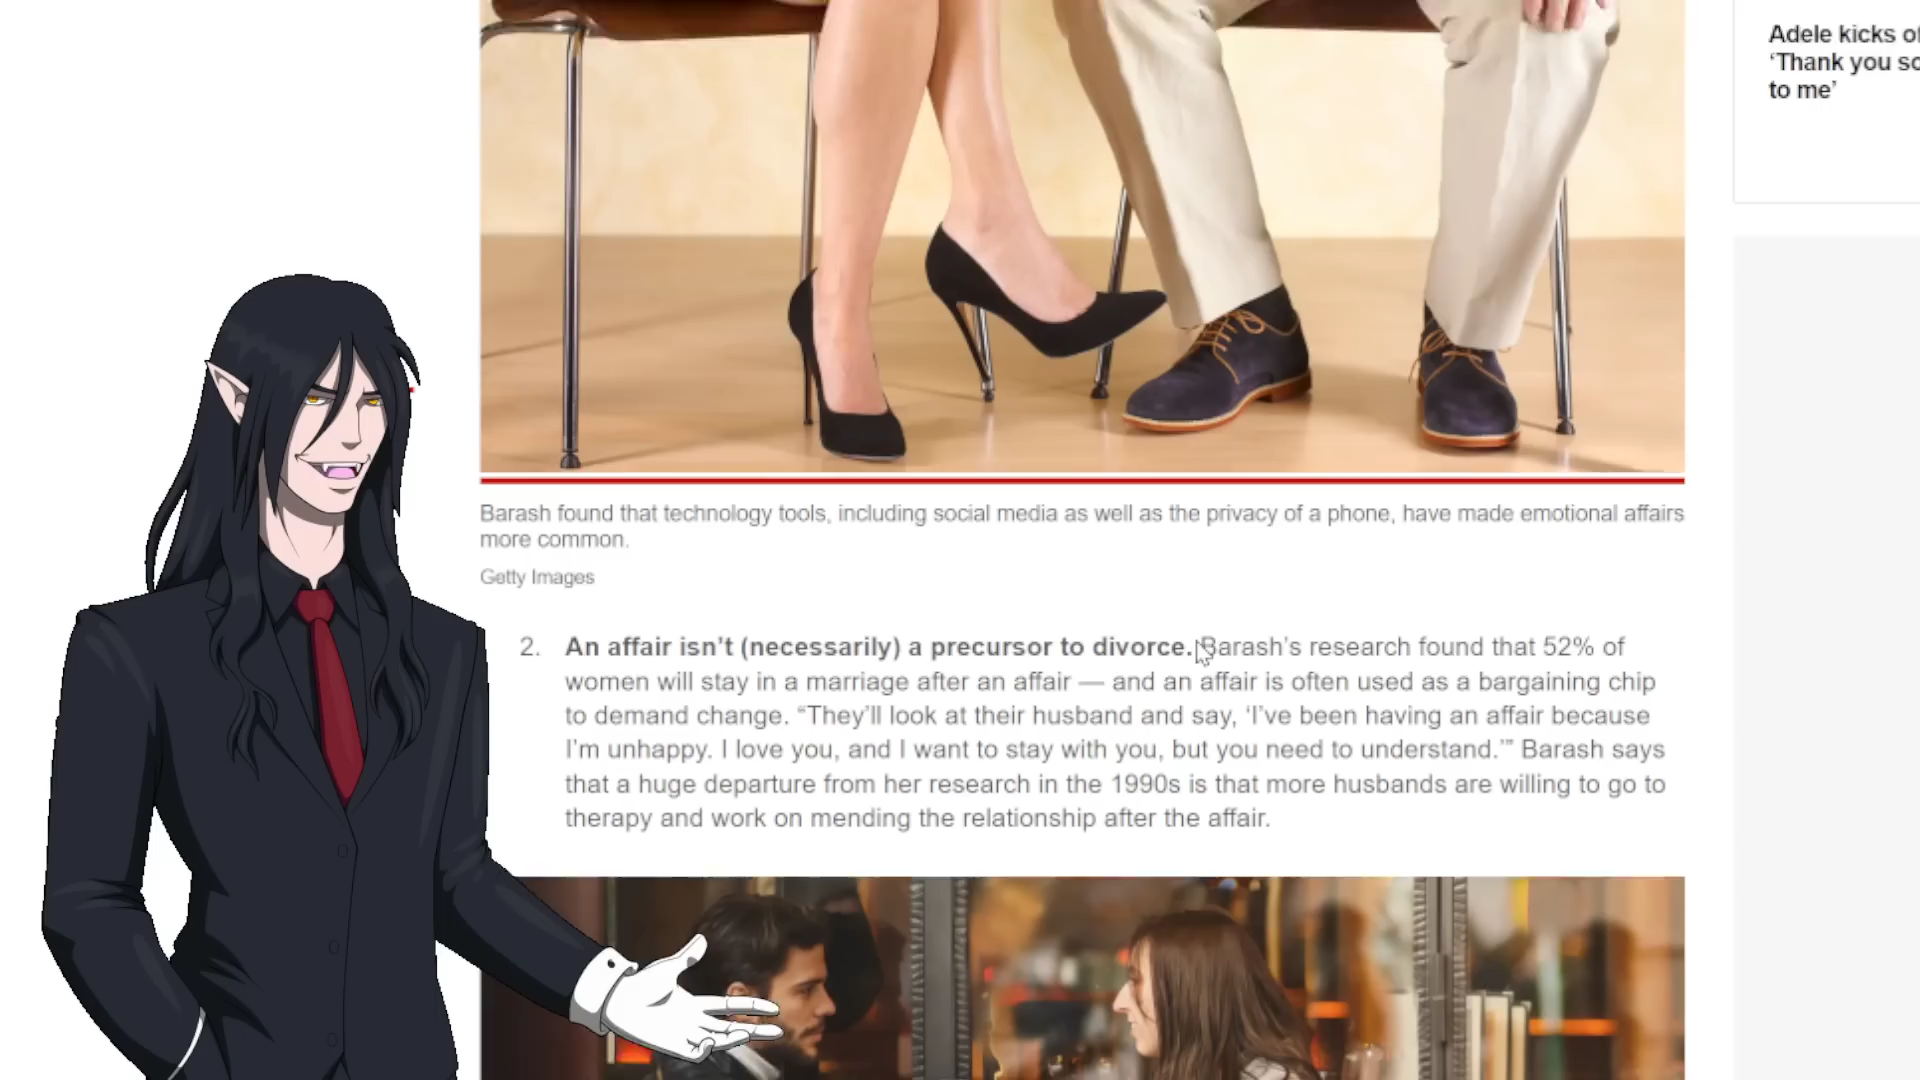 Adele kicks of
‘Thank you so
to me’
Barash found that technology tools, including social media as well as the privacy of a phone, have made emotional affairs
more common.
Getty Images
2. An affair isn’t (necessarily) a precursor to divorce. Barash’s research found that 52% of
women will stay in a marriage after an affair — and an affair is often used as a bargaining chip
to demand change. “They’ll look at their husband and say, ‘I’ve been having an affair because
I’m unhappy. I love you, and I want to stay with you, but you need to understand.’” Barash says
that a huge departure from her research in the 1990s is that more husbands are willing to go to
therapy and work on mending the relationship after the affair.